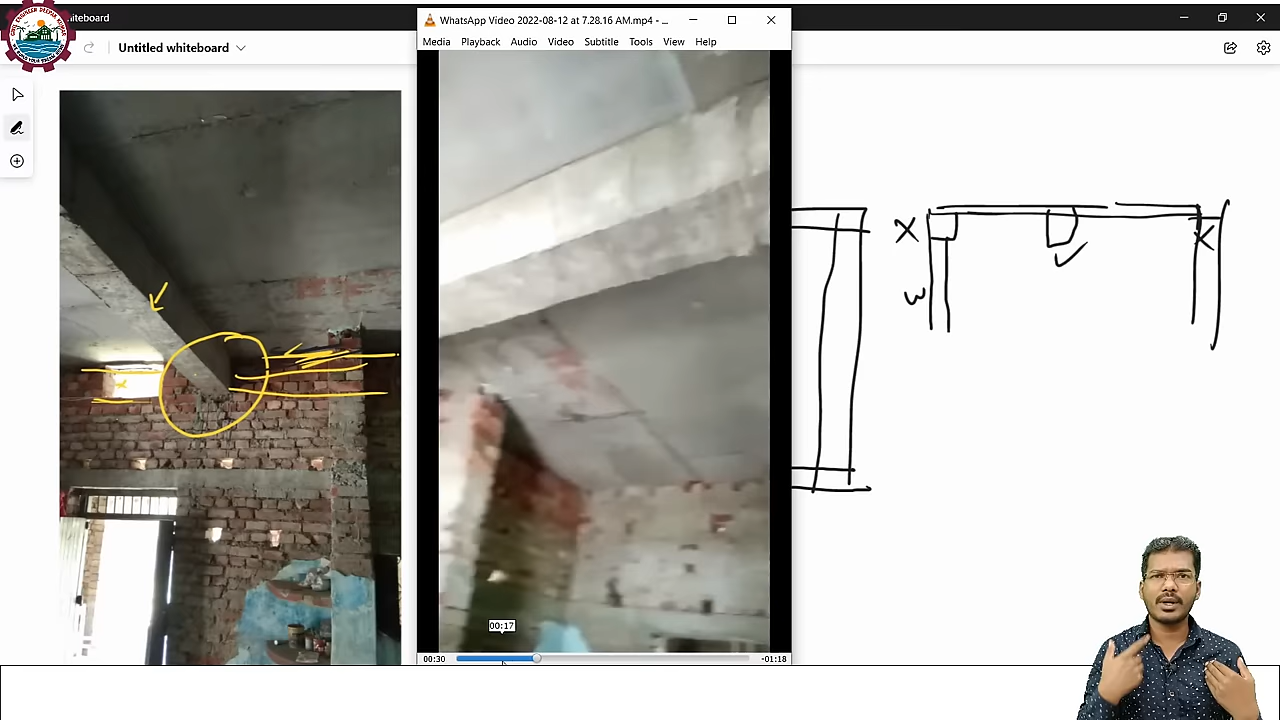 iteboard
Untitled whiteboard
WhatsApp Video 2022-08-12 at 7.28.16 AM.mp4 - ...
Media Playback Audio Video Subtitle Tools View Help
X
X
W
00:17
00:30
-01:18